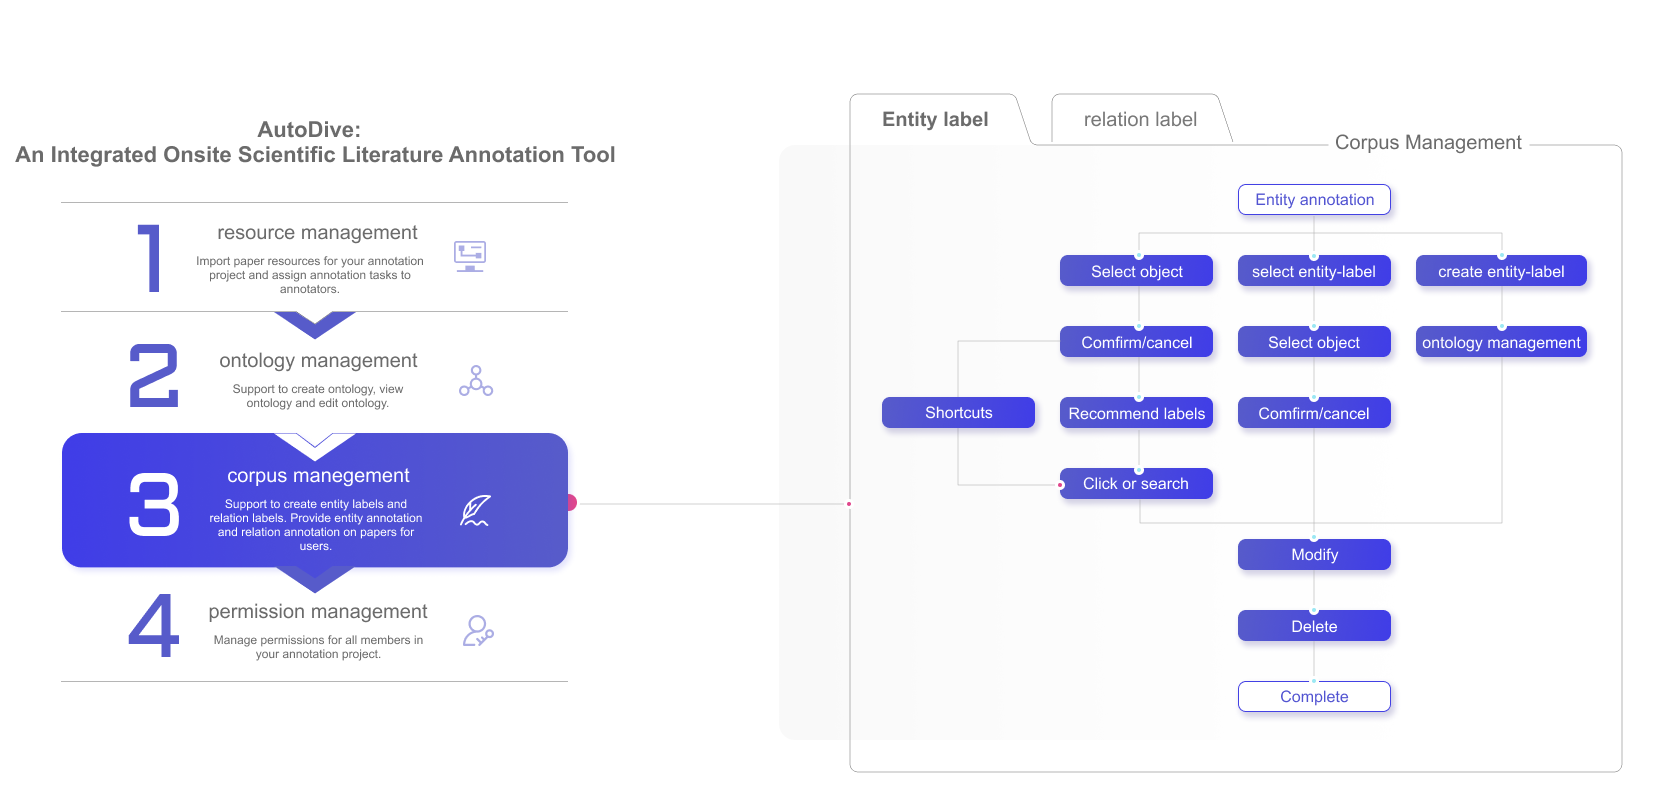 AutoDive:
An Integrated Onsite Scientific Literature Annotation Tool
1
resource management
Import paper resources for your annotation
project and assign annotation tasks to
annotators.
2
ontology management
Support to create ontology, view
ontology and edit ontology.
3
corpus manegement
Support to create entity labels and
relation labels. Provide entity annotation
and relation annotation on papers for
users.
4
permission management
Manage permissions for all members in
your annotation project.
Entity label
relation label
Corpus Management
Entity annotation
Select object
select entity-label
create entity-label
Comfirm/cancel
Select object
ontology management
Shortcuts
Recommend labels
Comfirm/cancel
Click or search
Modify
Delete
Complete